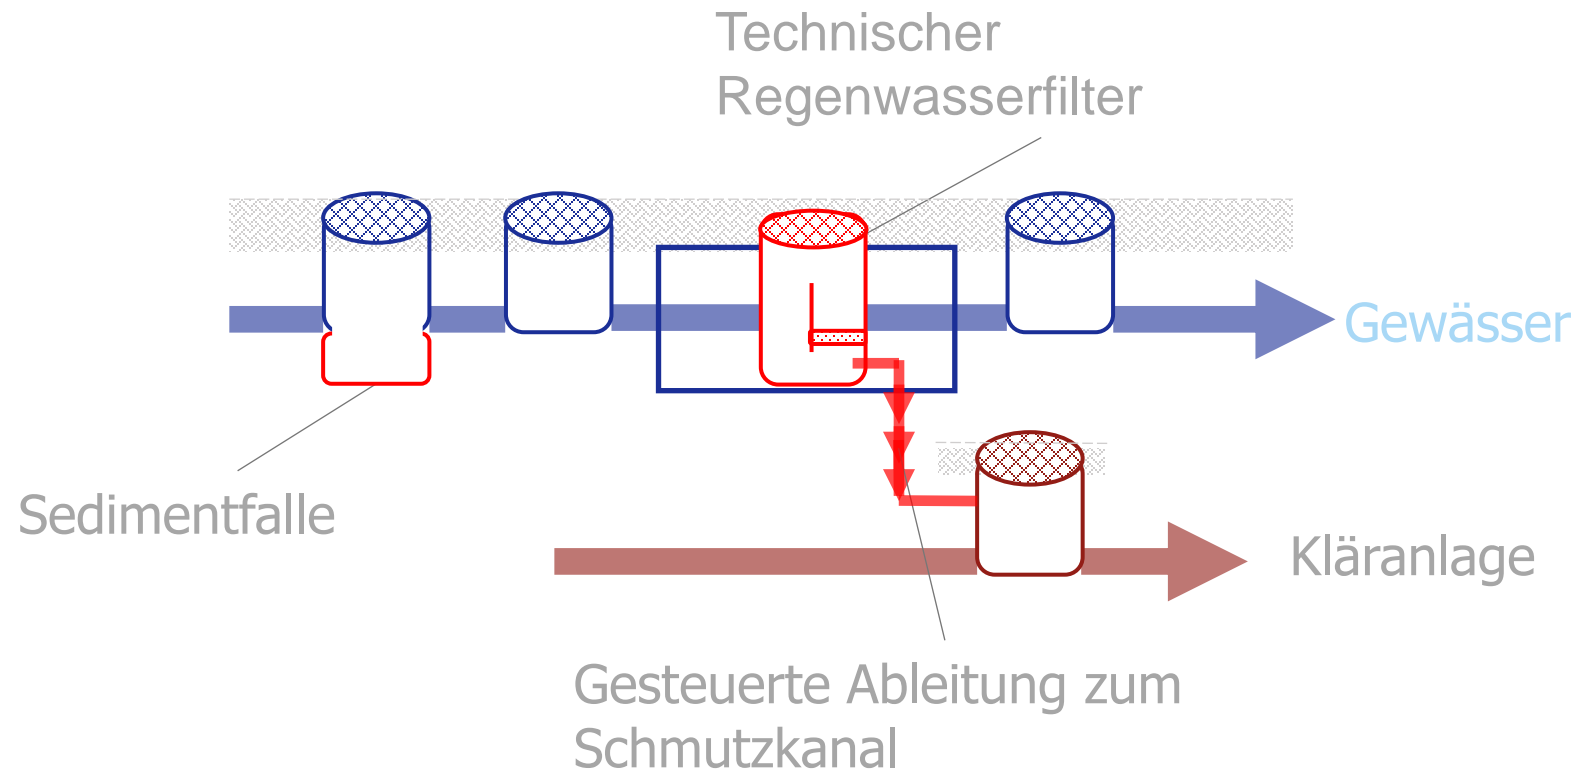 Technischer
Regenwasserfilter
Gewässer
Sedimentfalle
Kläranlage
Gesteuerte Ableitung zum
Schmutzkanal